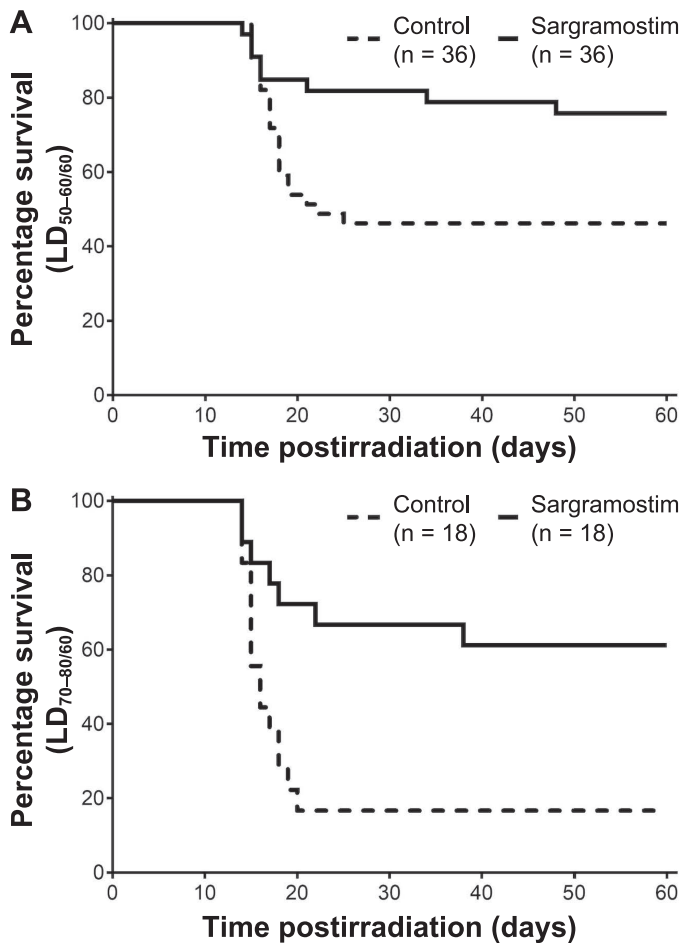 A
Percentage survival
(LD50–60/60)
100
80
60
40
20
0
Control
(n = 36)
Sargramostim
(n = 36)
0 10 20 30 40 50 60
Time postirradiation (days)
B
Percentage survival
(LD70–80/60)
100
80
60
40
20
0
Control
(n = 18)
Sargramostim
(n = 18)
0 10 20 30 40 50 60
Time postirradiation (days)